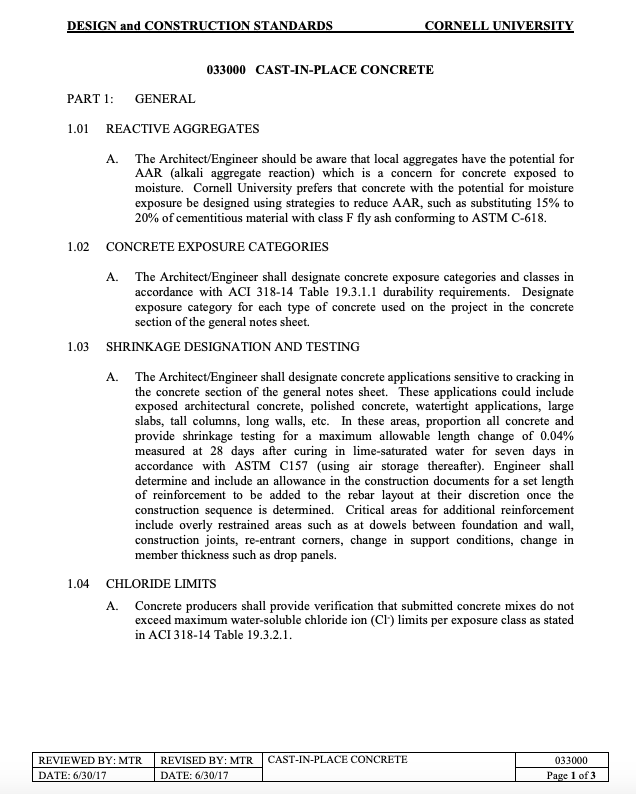 DESIGN and CONSTRUCTION STANDARDS CORNELL UNIVERSITY
033000 CAST-IN-PLACE CONCRETE
PART 1: GENERAL
1.01 REACTIVE AGGREGATES
A. The Architect/Engineer should be aware that local aggregates have the potential for
AAR (alkali aggregate reaction) which is a concern for concrete exposed to
moisture. Cornell University prefers that concrete with the potential for moisture
exposure be designed using strategies to reduce AAR, such as substituting 15% to
20% of cementitious material with class F fly ash conforming to ASTM C-618.
1.02 CONCRETE EXPOSURE CATEGORIES
A. The Architect/Engineer shall designate concrete exposure categories and classes in
accordance with ACI 318-14 Table 19.3.1.1 durability requirements. Designate
exposure category for each type of concrete used on the project in the concrete
section of the general notes sheet.
1.03 SHRINKAGE DESIGNATION AND TESTING
A. The Architect/Engineer shall designate concrete applications sensitive to cracking in
the concrete section of the general notes sheet. These applications could include
exposed architectural concrete, polished concrete, watertight applications, large
slabs, tall columns, long walls, etc. In these areas, proportion all concrete and
provide shrinkage testing for a maximum allowable length change of 0.04%
measured at 28 days after curing in lime-saturated water for seven days in
accordance with ASTM C157 (using air storage thereafter). Engineer shall
determine and include an allowance in the construction documents for a set length
of reinforcement to be added to the rebar layout at their discretion once the
construction sequence is determined. Critical areas for additional reinforcement
include overly restrained areas such as at dowels between foundation and wall,
construction joints, re-entrant corners, change in support conditions, change in
member thickness such as drop panels.
1.04 CHLORIDE LIMITS
A. Concrete producers shall provide verification that submitted concrete mixes do not
exceed maximum water-soluble chloride ion (Cl⁻) limits per exposure class as stated
in ACI 318-14 Table 19.3.2.1.
REVIEWED BY: MTR REVISED BY: MTR CAST-IN-PLACE CONCRETE 033000
DATE: 6/30/17 DATE: 6/30/17 Page 1 of 3